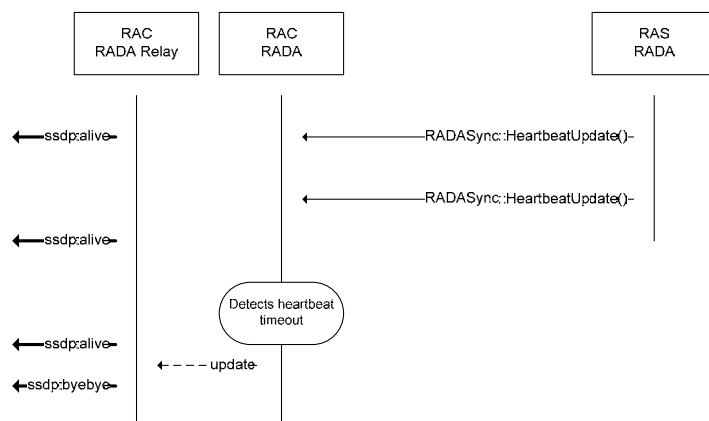 RAC
RADA Relay
RAC
RADA
RAS
RADA
ssdp:alive
RADASync::HeartbeatUpdate()
RADASync::HeartbeatUpdate()
ssdp:alive
Detects heartbeat
timeout
ssdp:alive
update
ssdp:byebye